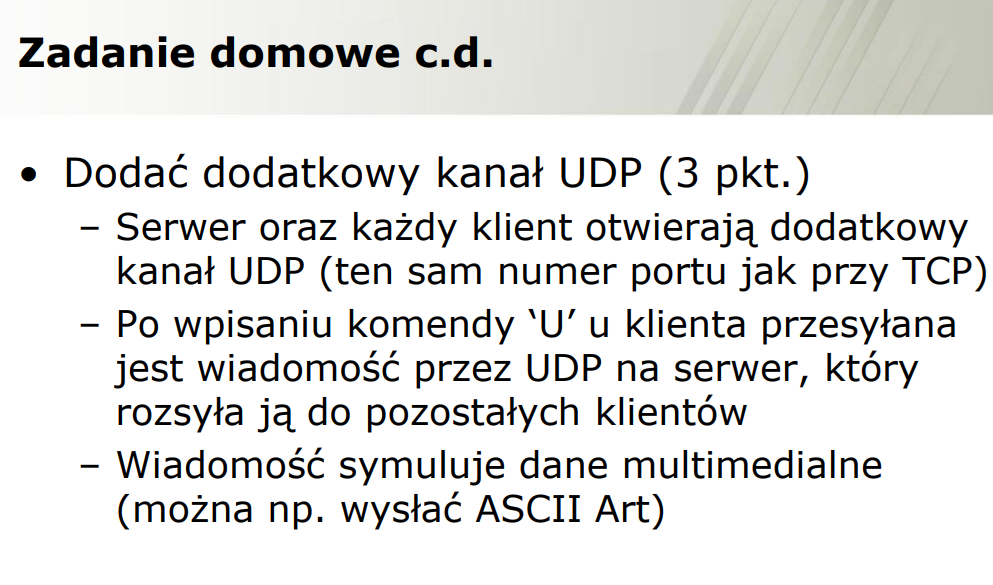 Zadanie domowe c.d.
• Dodać dodatkowy kanał UDP (3 pkt.)
– Serwer oraz każdy klient otwierają dodatkowy
kanał UDP (ten sam numer portu jak przy TCP)
– Po wpisaniu komendy ‘U’ u klienta przesyłana
jest wiadomość przez UDP na serwer, który
rozsyła ją do pozostałych klientów
– Wiadomość symuluje dane multimedialne
(można np. wysłać ASCII Art)